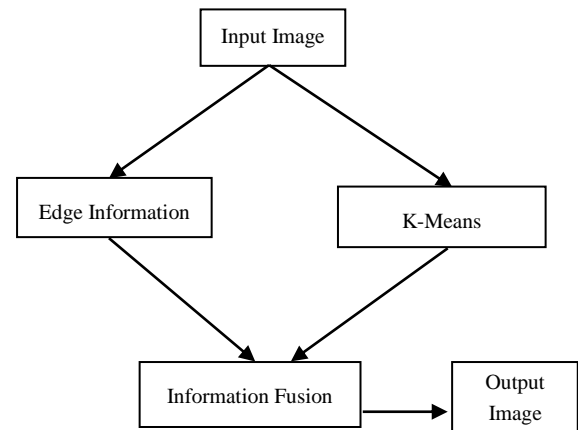 Input Image
Edge Information
K-Means
Information Fusion
Output
Image